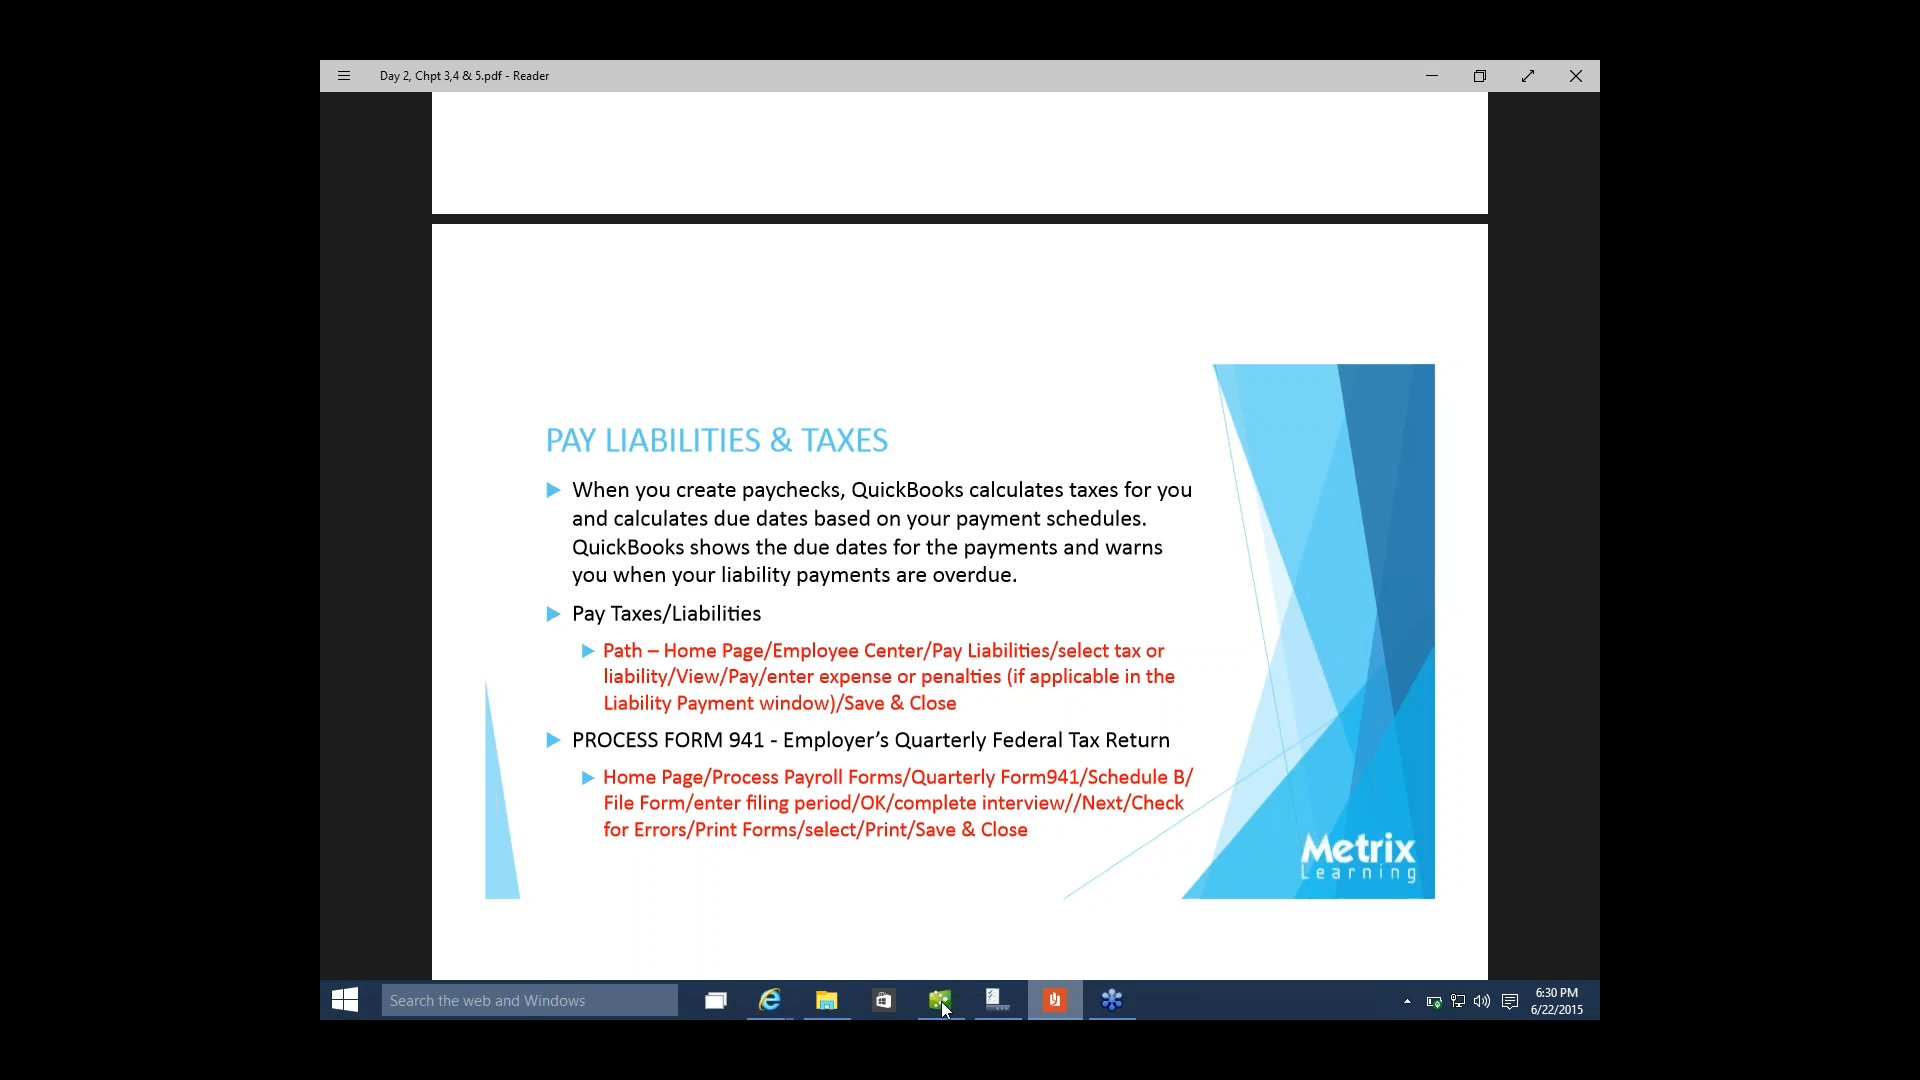 Day 2, Chpt 3,4 & 5.pdf - Reader
PAY LIABILITIES & TAXES
When you create paychecks, QuickBooks calculates taxes for you
and calculates due dates based on your payment schedules.
QuickBooks shows the due dates for the payments and warns
you when your liability payments are overdue.
Pay Taxes/Liabilities
Path – Home Page/Employee Center/Pay Liabilities/select tax or
liability/View/Pay/enter expense or penalties (if applicable in the
Liability Payment window)/Save & Close
PROCESS FORM 941 - Employer’s Quarterly Federal Tax Return
Home Page/Process Payroll Forms/Quarterly Form941/Schedule B/
File Form/enter filing period/OK/complete interview//Next/Check
for Errors/Print Forms/select/Print/Save & Close
Metrix
Learning
Search the web and Windows
6:30 PM
6/22/2015